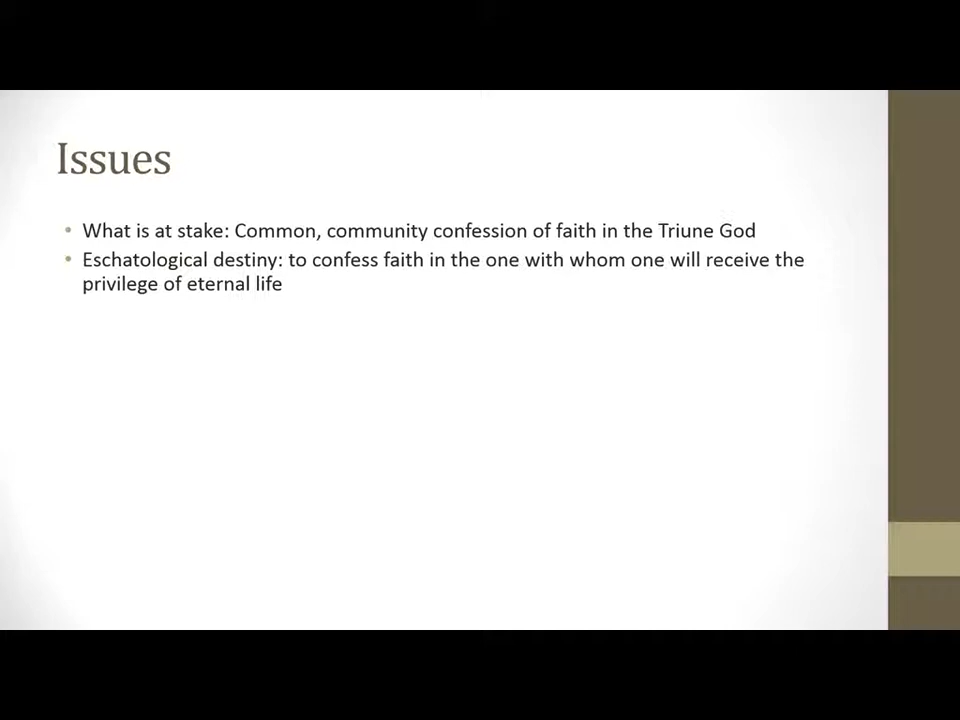 Issues
• What is at stake: Common, community confession of faith in the Triune God
• Eschatological destiny: to confess faith in the one with whom one will receive the
privilege of eternal life